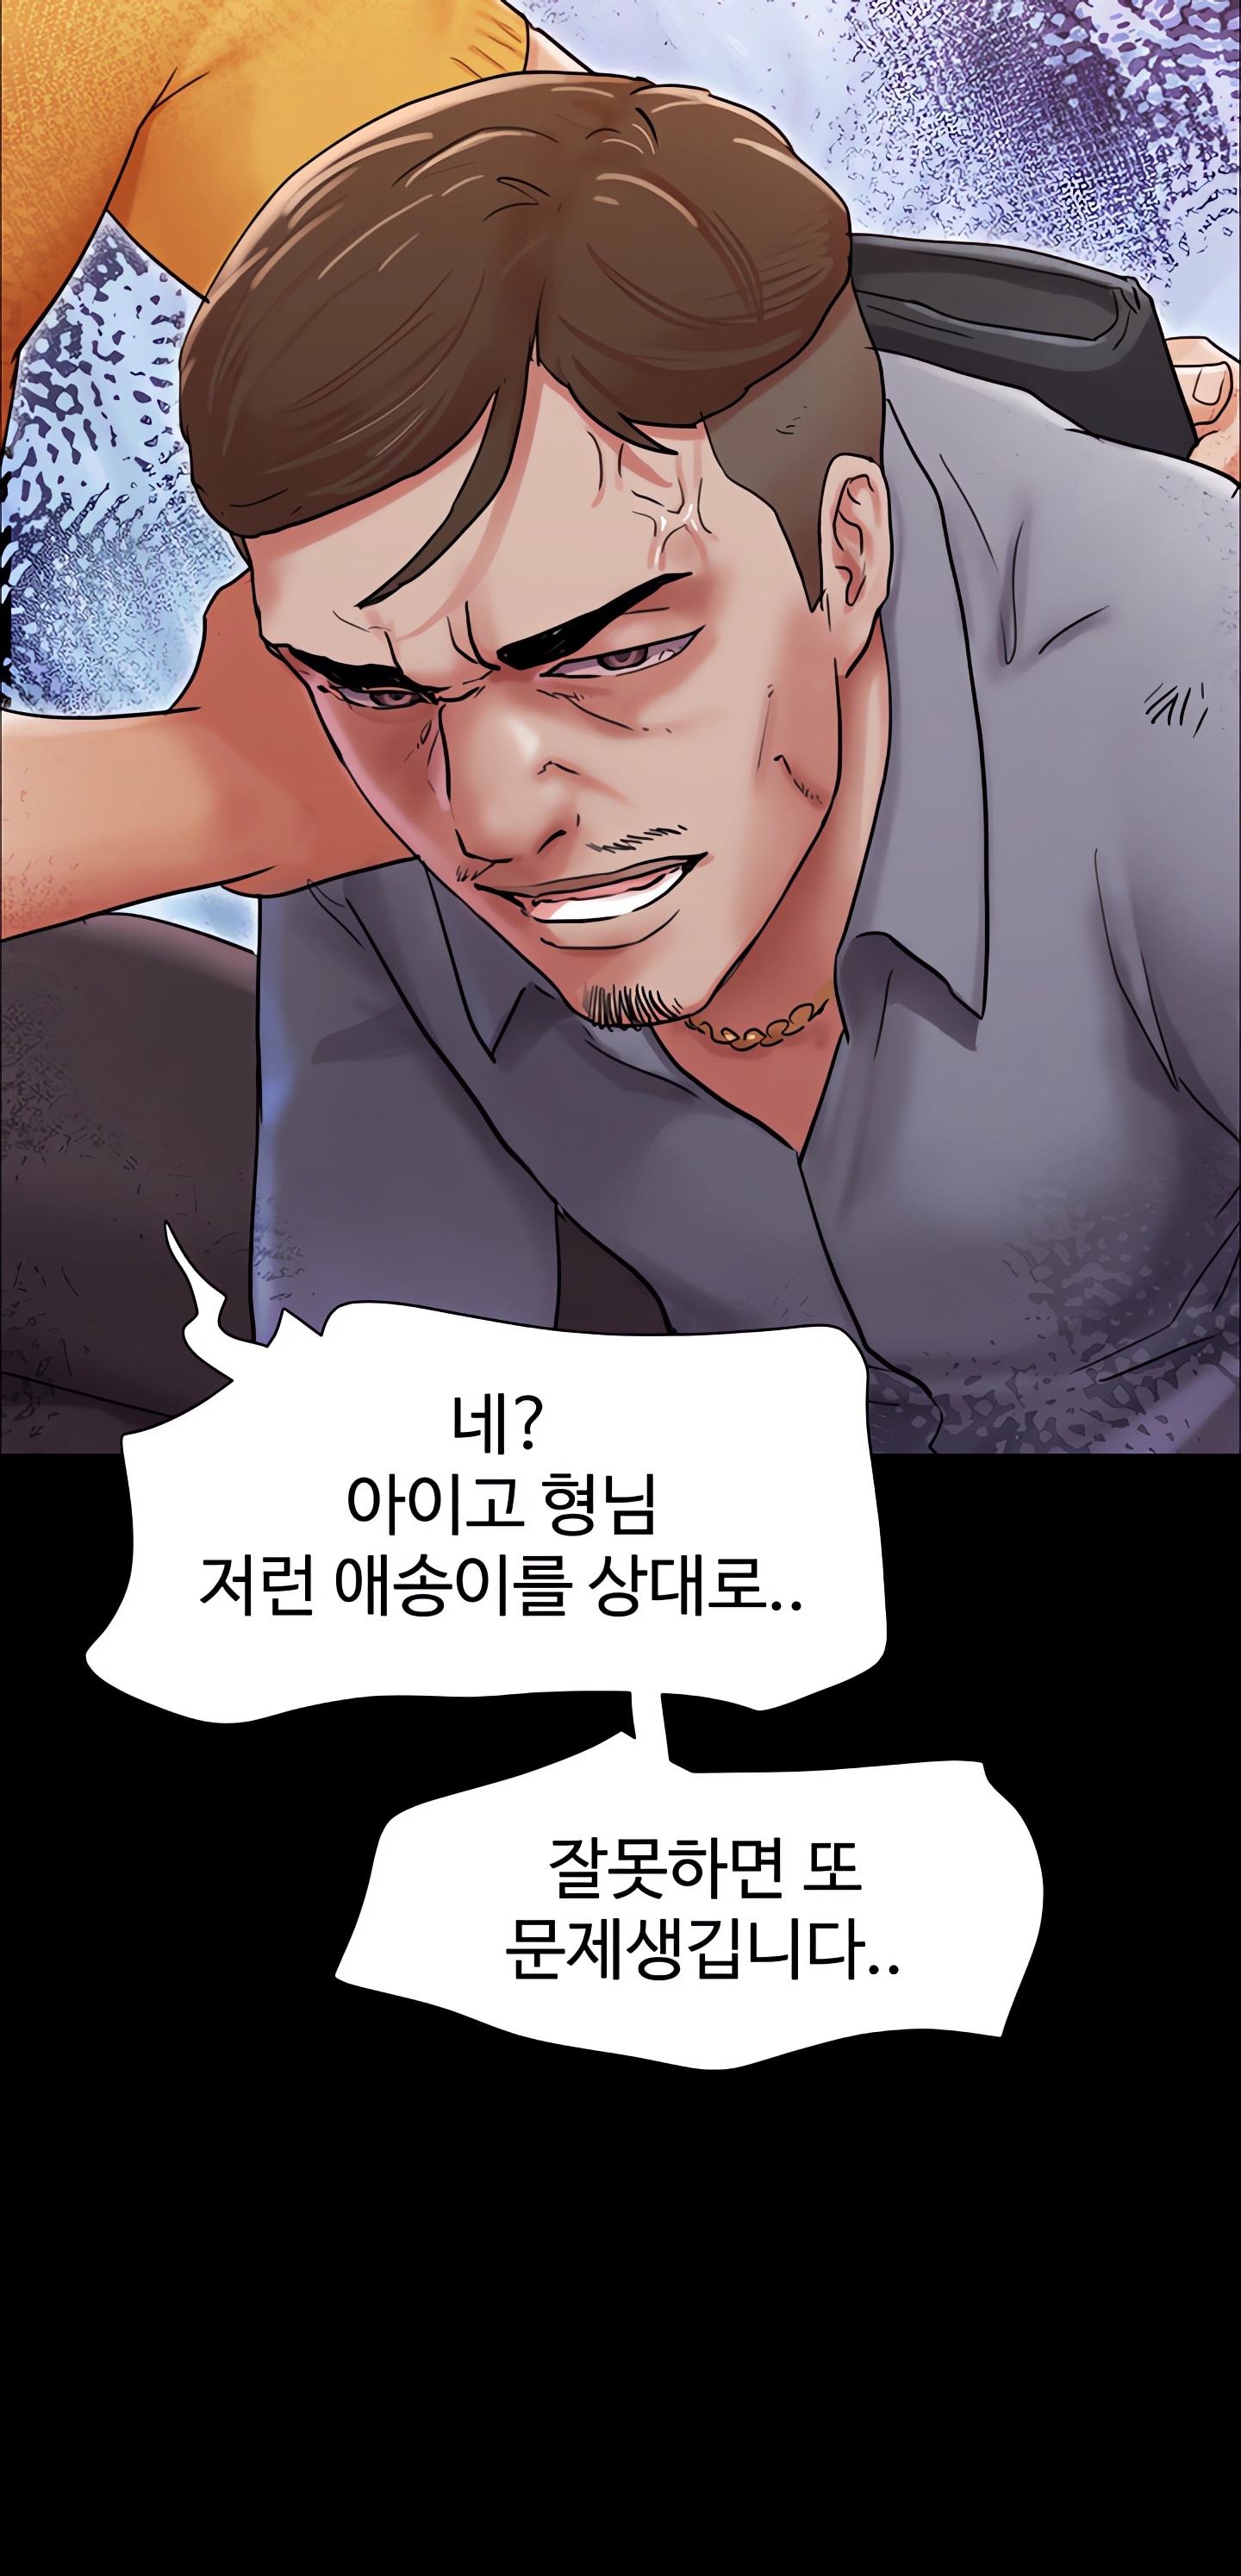 네?
아이고 형님
저런 애송이를 상대로..
잘못하면 또
문제생깁니다..